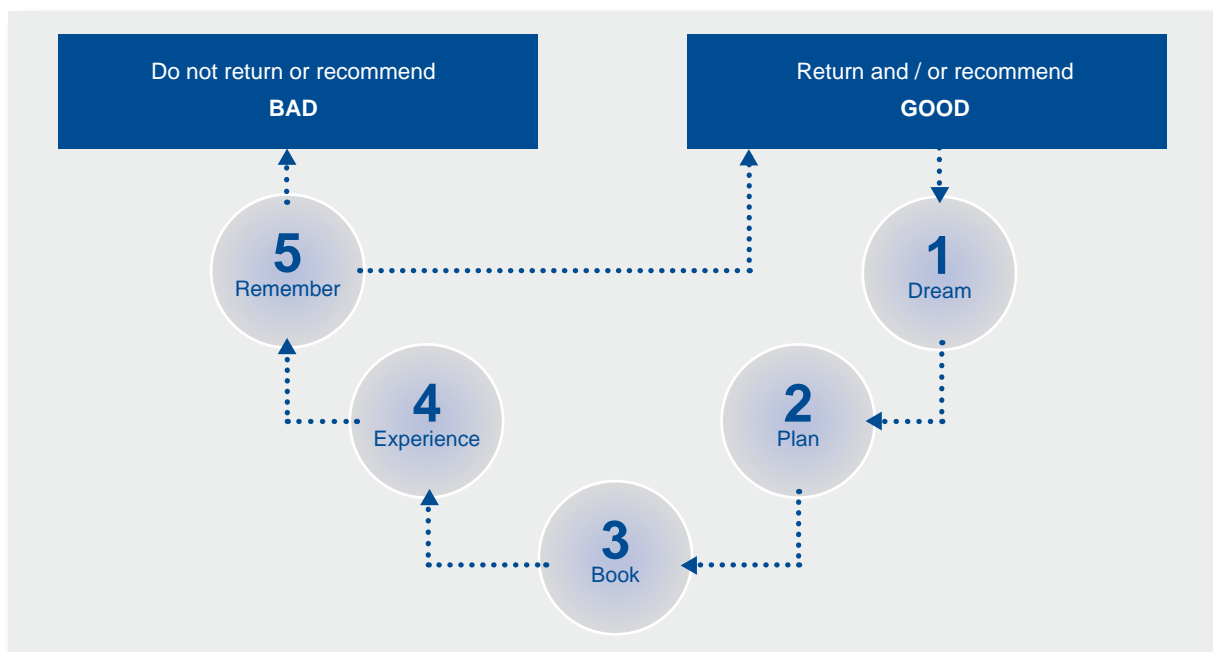 Do not return or recommend
BAD
Return and / or recommend
GOOD
5
Remember
1
Dream
4
Experience
2
Plan
3
Book